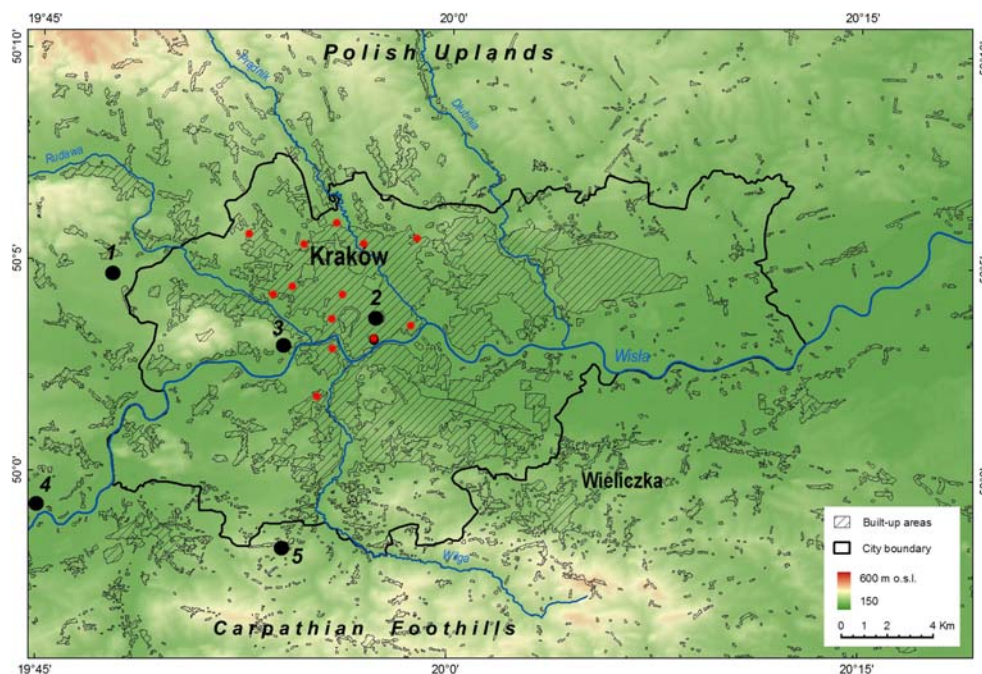 19°45' 20°0' 20°15'
50°10'
Polish Uplands
Prądnik
Dłubnia
Rudawa
50°5'
1
Kraków
2
3
Wisła
50°0'
4
Wieliczka
5
Wilga
Carpathian Foothills
Built-up areas
City boundary
600 m o.s.l.
150
0 1 2 4 Km
19°45' 20°0' 20°15'